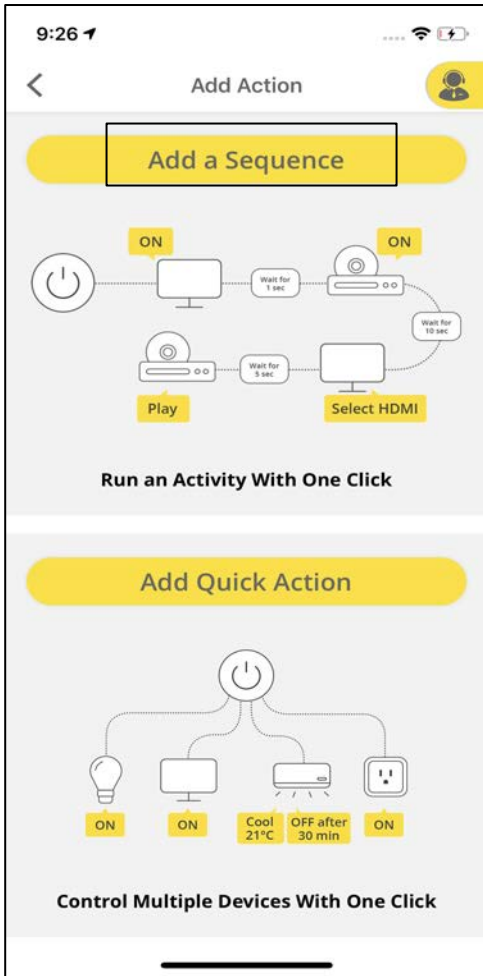 9:26
Add Action
Add a Sequence
ON
ON
Wait for
1 sec
Wait for
10 sec
Wait for
5 sec
Play
Select HDMI
Run an Activity With One Click
Add Quick Action
ON
ON
Cool
21°C
OFF after
30 min
ON
Control Multiple Devices With One Click